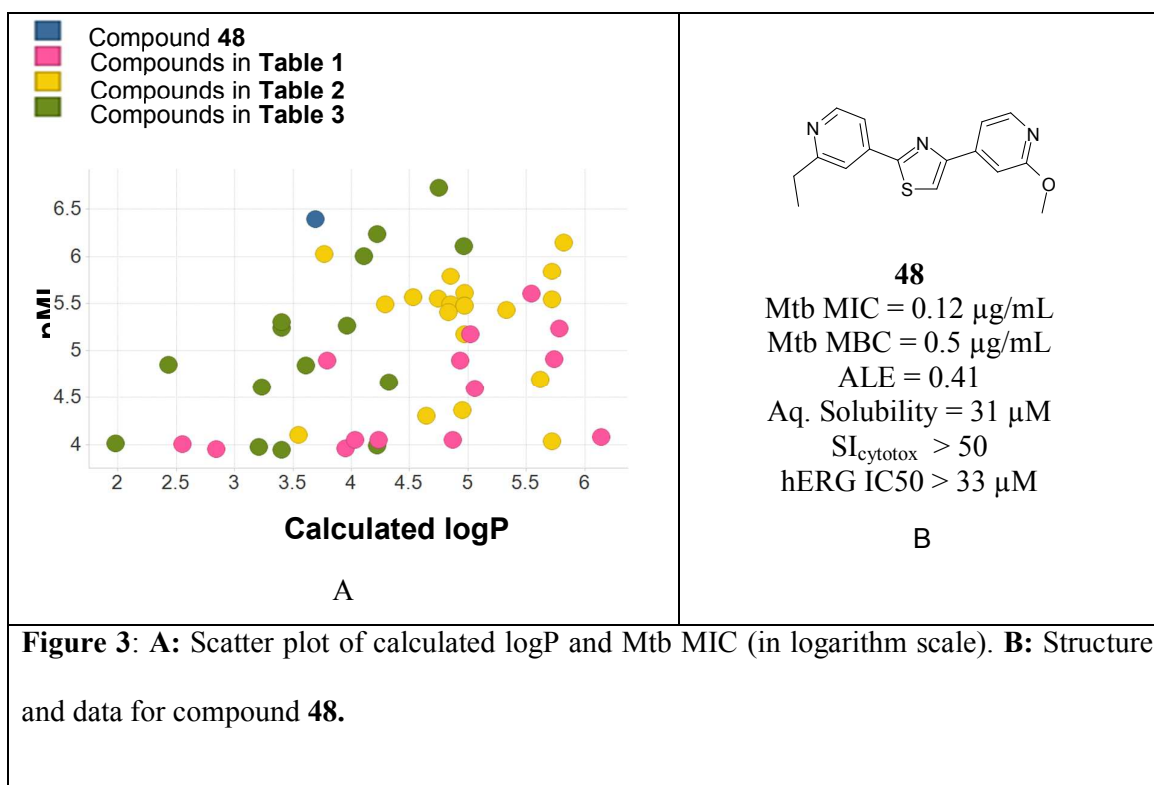 Compound 48
Compounds in Table 1
Compounds in Table 2
Compounds in Table 3
pMI
6.5
6
5.5
5
4.5
4
2 2.5 3 3.5 4 4.5 5 5.5 6
Calculated logP
A
N
N
S
N
O
48
Mtb MIC = 0.12 µg/mL
Mtb MBC = 0.5 µg/mL
ALE = 0.41
Aq. Solubility = 31 µM
SIcytotox > 50
hERG IC50 > 33 µM
B
Figure 3: A: Scatter plot of calculated logP and Mtb MIC (in logarithm scale). B: Structure
and data for compound 48.